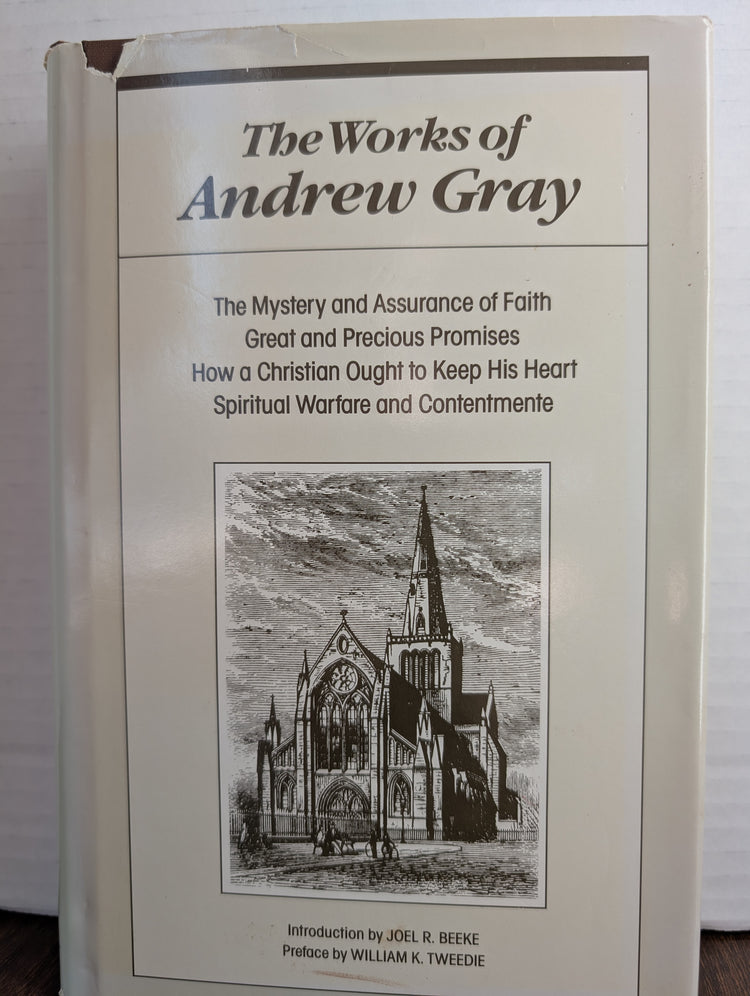 The Works of
Andrew Gray
The Mystery and Assurance of Faith
Great and Precious Promises
How a Christian Ought to Keep His Heart
Spiritual Warfare and Contentmente
Introduction by JOEL R. BEEKE
Preface by WILLIAM K. TWEEDIE